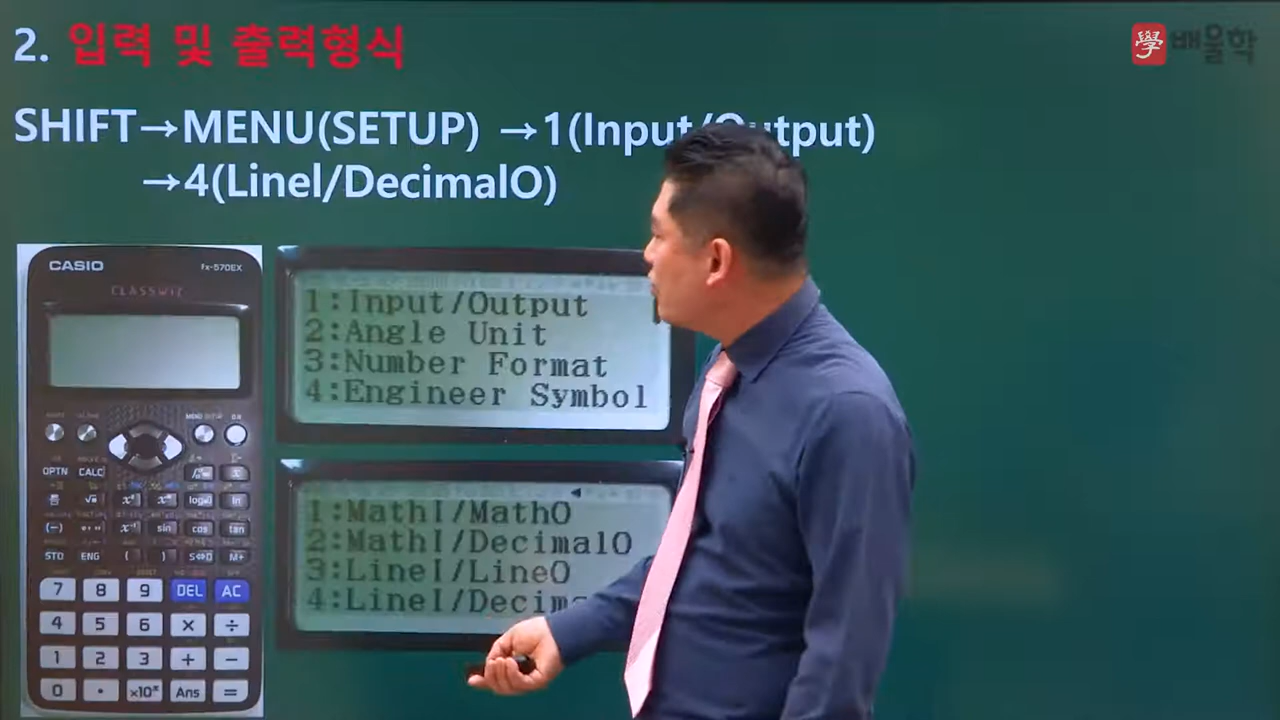 2. 입력 및 출력형식
學 배울학
SHIFT→MENU(SETUP) →1(Input/Output)
→4(LineI/DecimalO)
CASIO
fx-570EX
CLASSWIZ
1:Input/Output
2:Angle Unit
3:Number Format
4:Engineer Symbol
1:MathI/MathO
2:MathI/DecimalO
3:LineI/LineO
4:LineI/Decim
OPTN CALC
sin cos tan
STO ENG ( ) S⇔D M+
7 8 9 DEL AC
4 5 6 × ÷
1 2 3 + −
0 • ×10ˣ Ans =